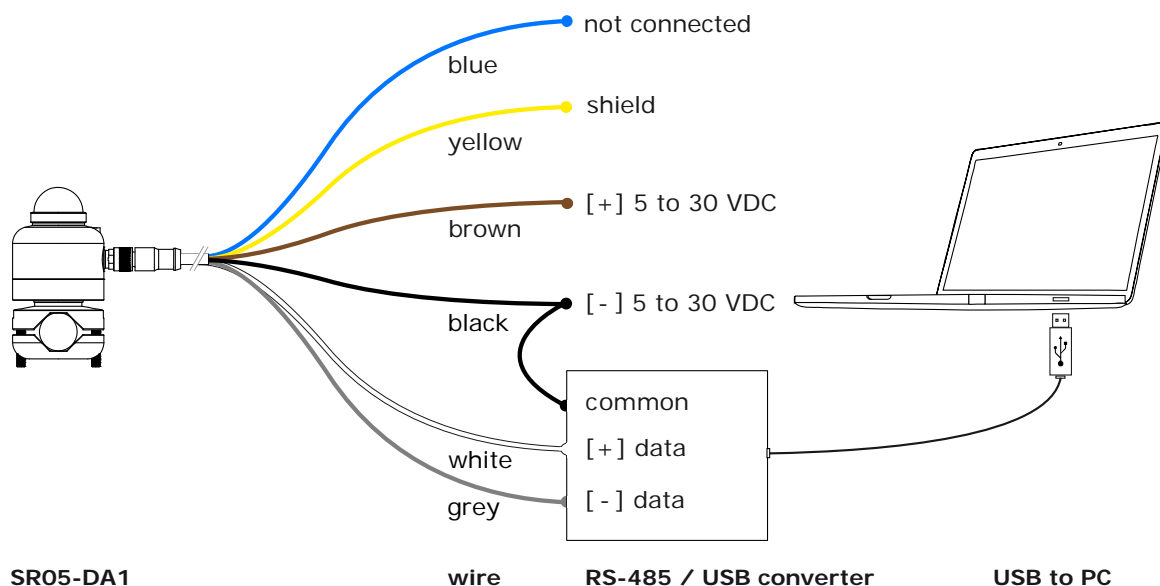 not connected
blue
shield
yellow
[+] 5 to 30 VDC
brown
[-] 5 to 30 VDC
black
common
[+] data
white
[-] data
grey
SR05-DA1 wire RS-485 / USB converter USB to PC